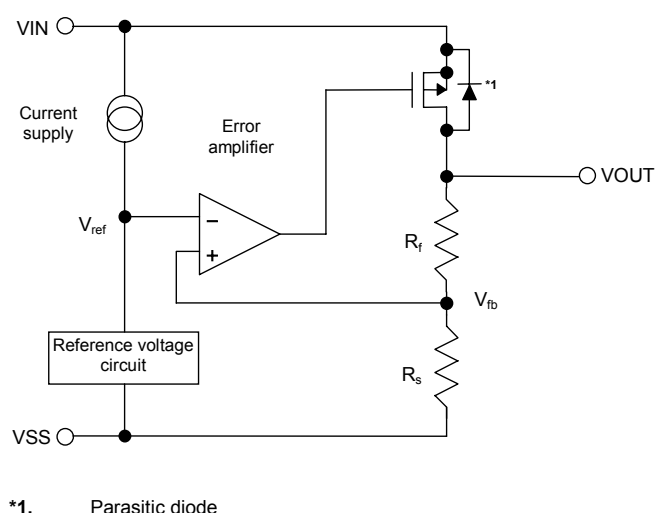 VIN
*1
Current
supply
Error
amplifier
VOUT
Vref
−
+
Rf
Vfb
Reference voltage
circuit
Rs
VSS
*1. Parasitic diode